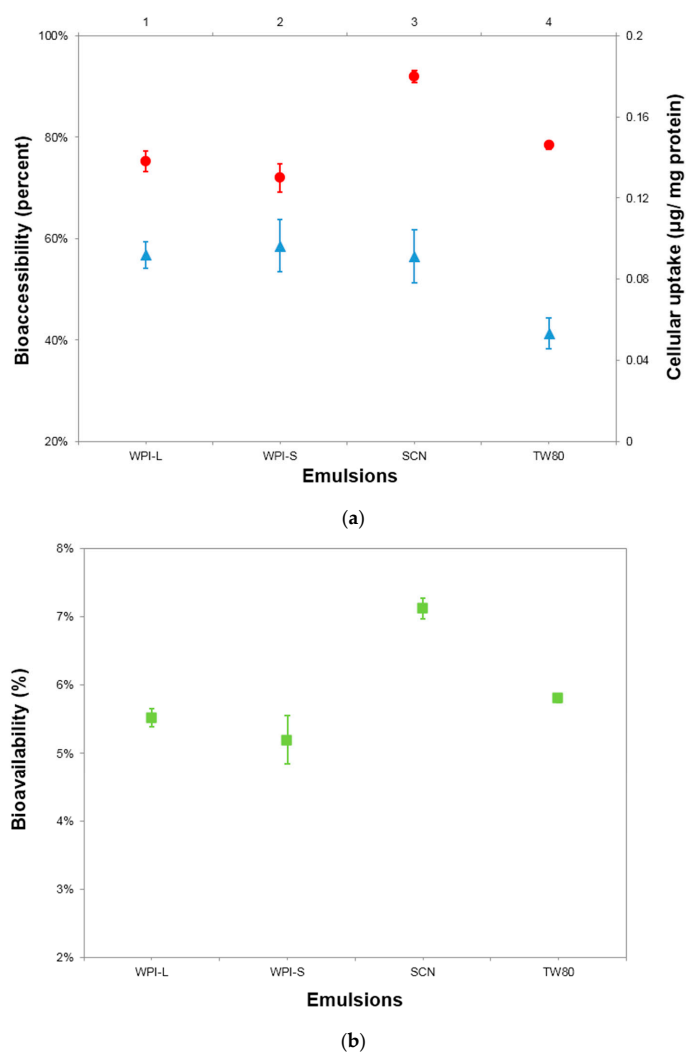 1 2 3 4
100% 0.2
80% 0.16
0.12
60% 0.08
40% 0.04
20% 0
Bioaccessibility (percent)
Cellular uptake (µg/ mg protein)
WPI-L WPI-S SCN TW80
Emulsions
(a)
8%
7%
6%
5%
4%
3%
2%
Bioavailability (%)
WPI-L WPI-S SCN TW80
Emulsions
(b)